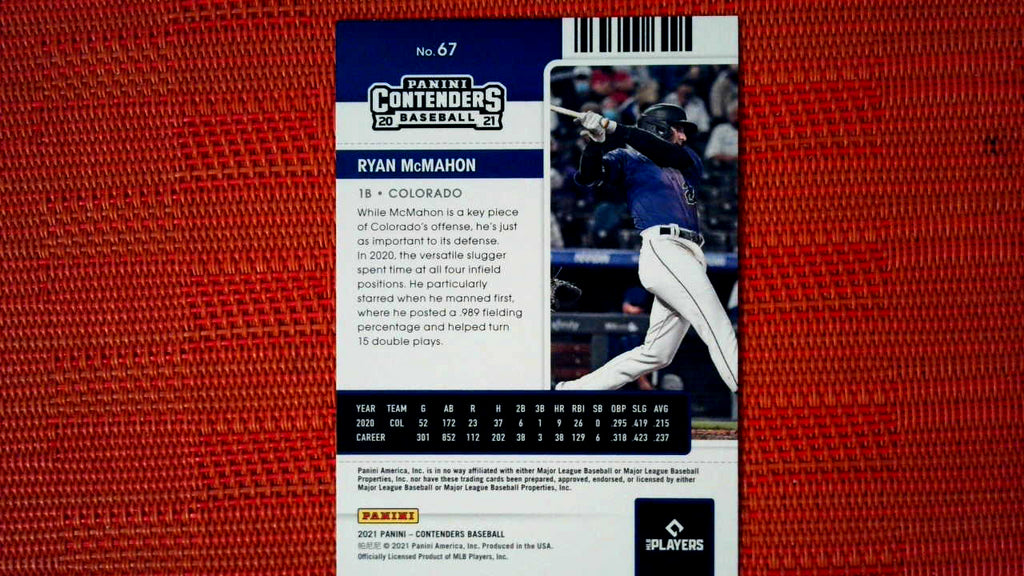 No. 67
PANINI
CONTENDERS
20 BASEBALL 21
RYAN McMAHON
1B • COLORADO
While McMahon is a key piece
of Colorado's offense, he's just
as important to its defense.
In 2020, the versatile slugger
spent time at all four infield
positions. He particularly
starred when he manned first,
where he posted a .989 fielding
percentage and helped turn
15 double plays.
YEAR TEAM G AB R H 2B 3B HR RBI SB OBP SLG AVG
2020 COL 52 172 23 37 6 1 9 26 0 .295 .419 .215
CAREER 301 852 112 202 38 3 38 129 6 .318 .423 .237
Panini America, Inc. is in no way affiliated with either Major League Baseball or Major League Baseball
Properties, Inc. nor have these trading cards been prepared, approved, endorsed, or licensed by either
Major League Baseball or Major League Baseball Properties, Inc.
PANINI
2021 PANINI – CONTENDERS BASEBALL
帕尼尼 © 2021 Panini America, Inc. Produced in the USA.
Officially Licensed Product of MLB Players, Inc.
MLB PLAYERS